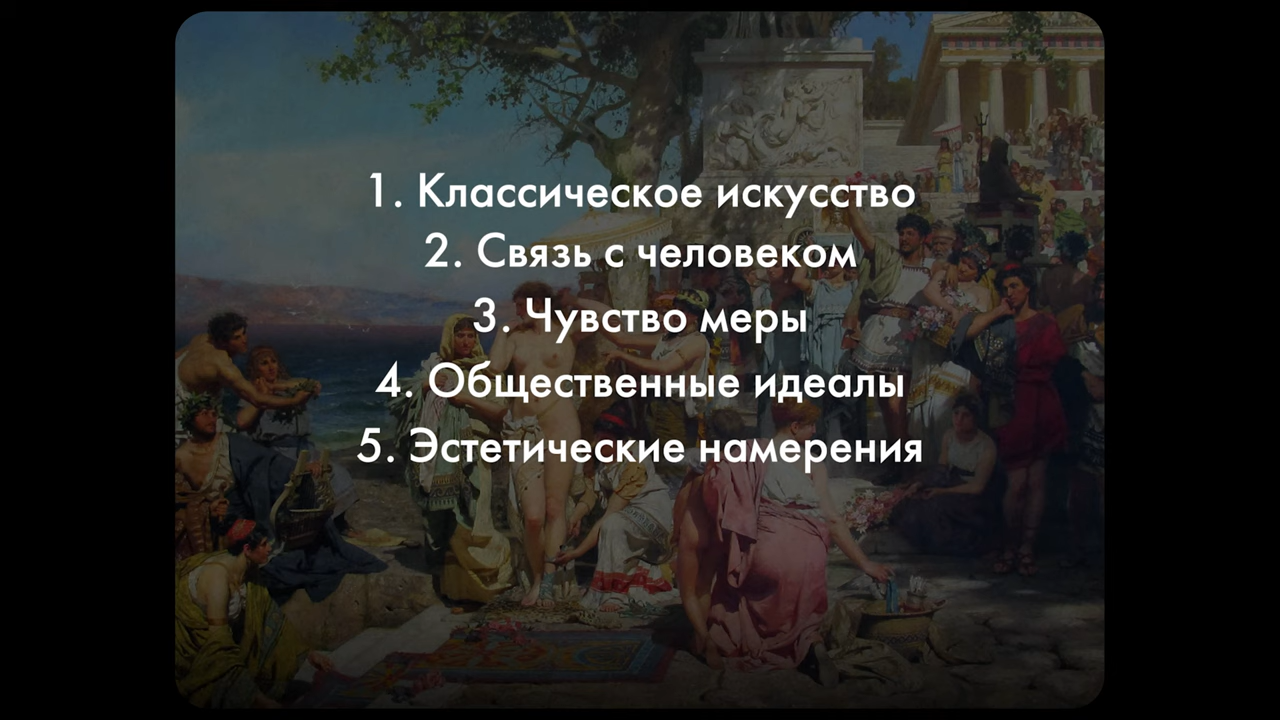 1. Классическое искусство
2. Связь с человеком
3. Чувство меры
4. Общественные идеалы
5. Эстетические намерения